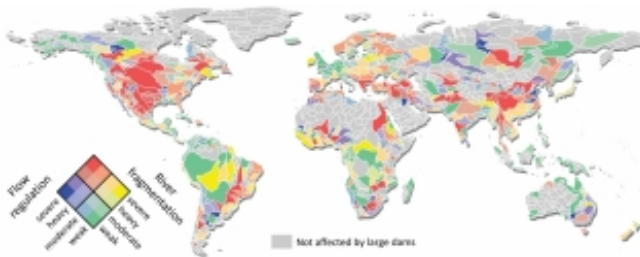 Flow
regulation
severe
heavy
moderate
weak
River
fragmentation
severe
heavy
moderate
weak
Not affected by large dams